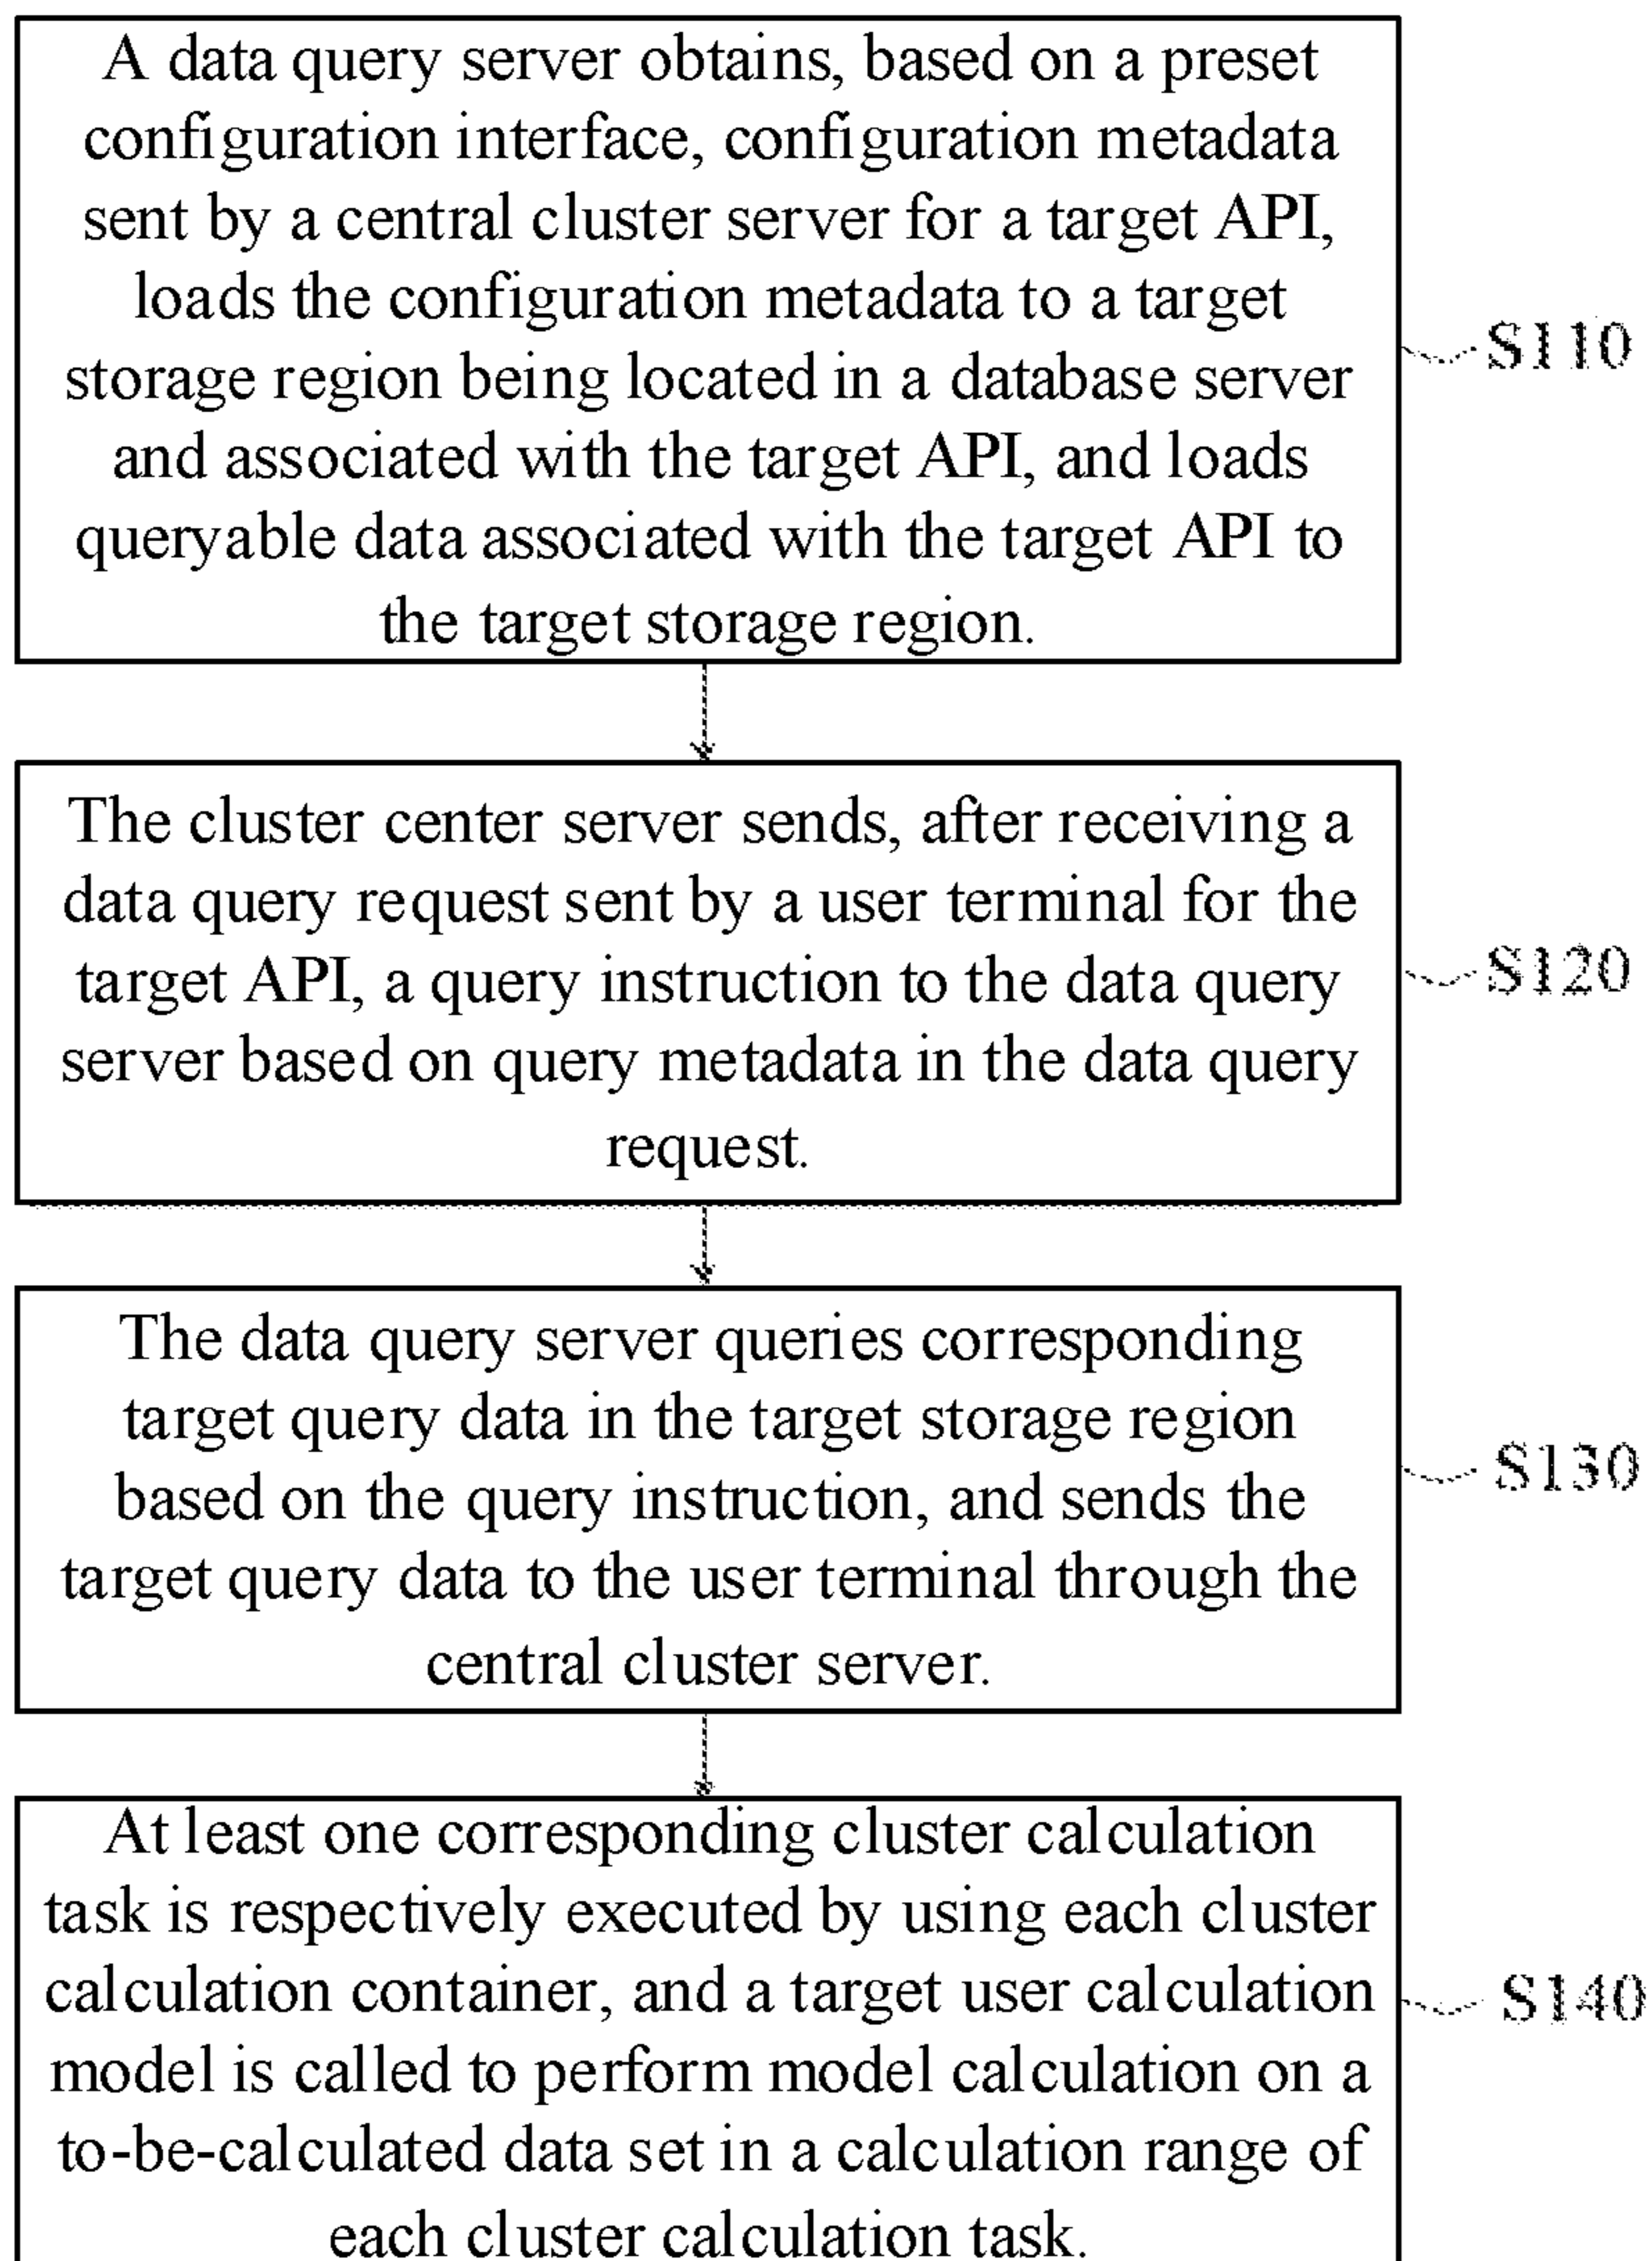 A data query server obtains, based on a preset
configuration interface, configuration metadata
sent by a central cluster server for a target API,
loads the configuration metadata to a target
storage region being located in a database server
and associated with the target API, and loads
queryable data associated with the target API to
the target storage region.
S110
The cluster center server sends, after receiving a
data query request sent by a user terminal for the
target API, a query instruction to the data query
server based on query metadata in the data query
request.
S120
The data query server queries corresponding
target query data in the target storage region
based on the query instruction, and sends the
target query data to the user terminal through the
central cluster server.
S130
At least one corresponding cluster calculation
task is respectively executed by using each cluster
calculation container, and a target user calculation
model is called to perform model calculation on a
to-be-calculated data set in a calculation range of
each cluster calculation task.
S140